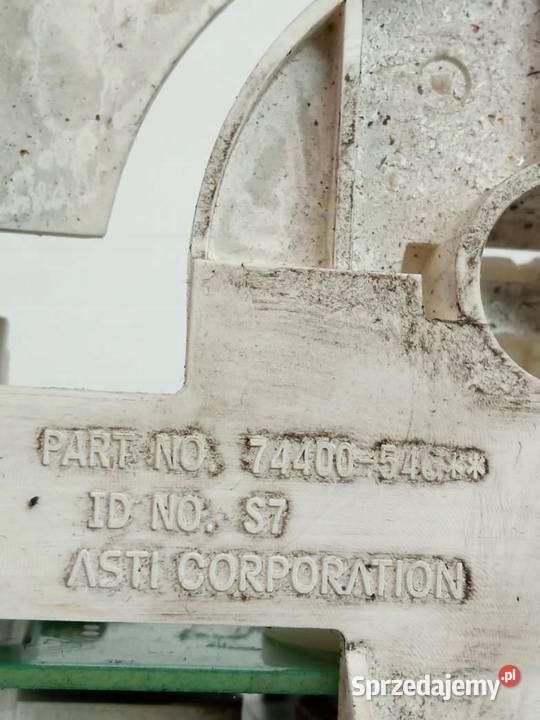 PART NO. 74400-54G**
ID NO. S7
ASTI CORPORATION
Sprzedajemy.pl